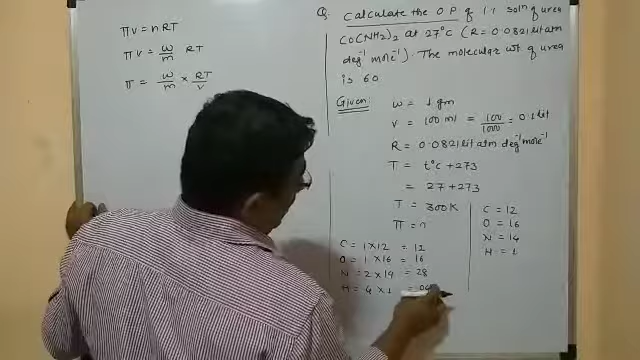 πv = nRT
πv = w/m RT
π = w/m × RT/v
Q. Calculate the O P of 1% soln of urea
CO(NH2)2 at 27°C (R = 0.0821 lit atm
deg⁻¹ mole⁻¹). The molecular wt of urea
is 60
Given:
w = 1 gm
v = 100 ml = 100/1000 = 0.1 lit
R = 0.0821 lit atm deg⁻¹ mole⁻¹
T = t°C + 273
= 27 + 273
T = 300K
π =
C = 1 × 12 = 12
O = 1 × 16 = 16
N = 2 × 14 = 28
H = 4 × 1 = 04
C = 12
O = 16
N = 14
H = 1